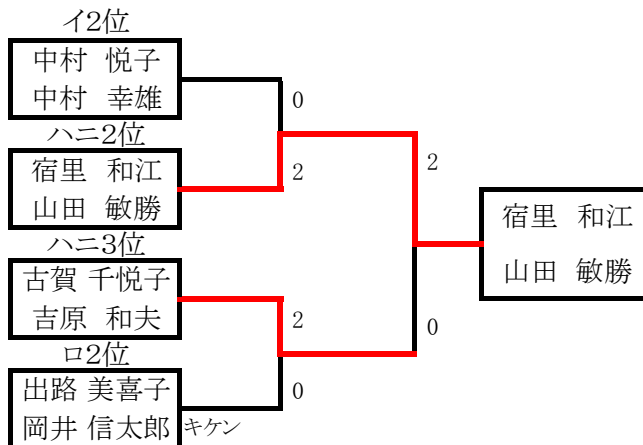 イ2位
中村 悦子
中村 幸雄
0
ハニ2位
宿里 和江
山田 敏勝
2
2
宿里 和江
山田 敏勝
ハニ3位
古賀 千悦子
吉原 和夫
2
0
ロ2位
出路 美喜子
岡井 信太郎
0
キケン